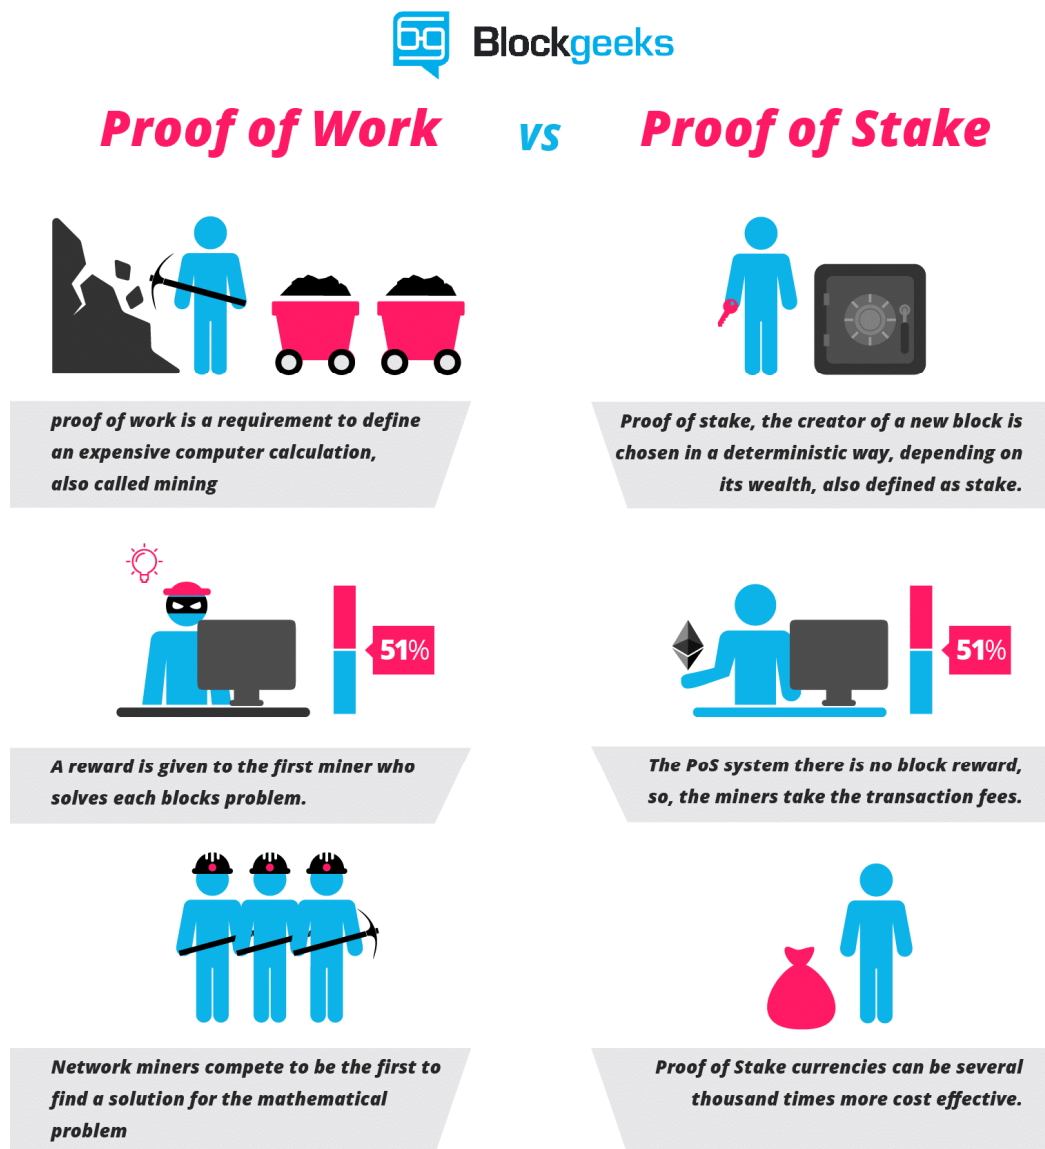 Blockgeeks
Proof of Work vs Proof of Stake
proof of work is a requirement to define
an expensive computer calculation,
also called mining
Proof of stake, the creator of a new block is
chosen in a deterministic way, depending on
its wealth, also defined as stake.
51%
51%
A reward is given to the first miner who
solves each blocks problem.
The PoS system there is no block reward,
so, the miners take the transaction fees.
Network miners compete to be the first to
find a solution for the mathematical
problem
Proof of Stake currencies can be several
thousand times more cost effective.